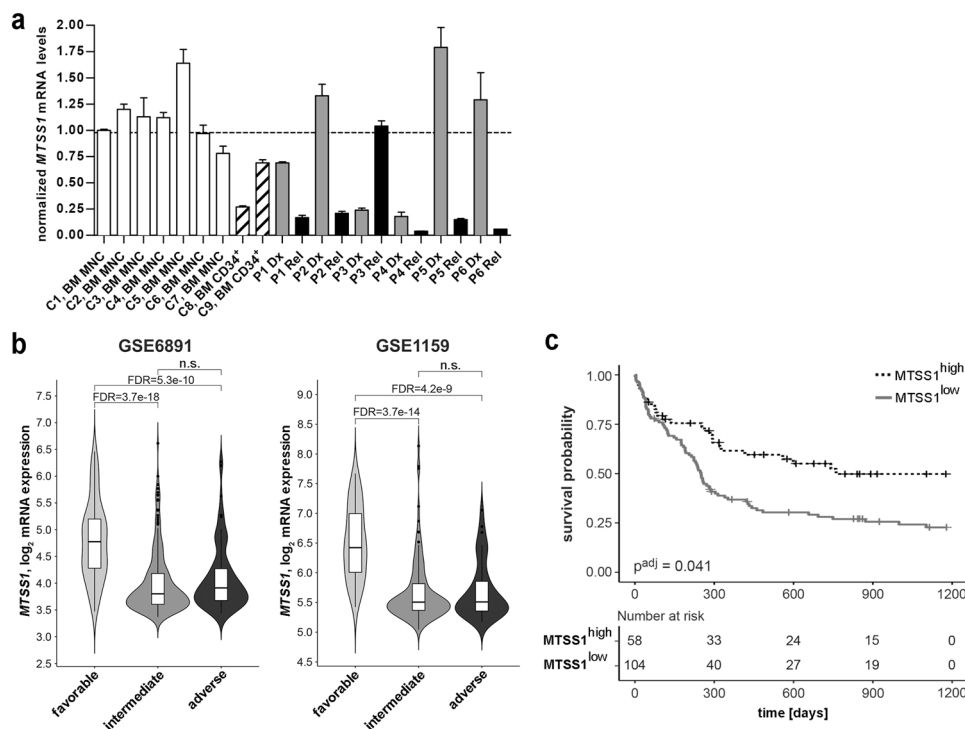 a
normalized MTSS1 mRNA levels
2.00
1.75
1.50
1.25
1.00
0.75
0.50
0.25
0.00
C1, BM MNC
C2, BM MNC
C3, BM MNC
C4, BM MNC
C5, BM MNC
C6, BM MNC
C7, BM MNC
C8, BM CD34+
C9, BM CD34+
P1 Dx
P1 Rel
P2 Dx
P2 Rel
P3 Dx
P3 Rel
P4 Dx
P4 Rel
P5 Dx
P5 Rel
P6 Dx
P6 Rel
b
GSE6891
n.s.
FDR=5.3e-10
FDR=3.7e-18
MTSS1, log2 mRNA expression
7.5
7.0
6.5
6.0
5.5
5.0
4.5
4.0
3.5
3.0
2.5
favorable
intermediate
adverse
GSE1159
n.s.
FDR=4.2e-9
FDR=3.7e-14
MTSS1, log2 mRNA expression
9.0
8.5
8.0
7.5
7.0
6.5
6.0
5.5
5.0
4.5
favorable
intermediate
adverse
c
MTSS1high
MTSS1low
survival probability
1.00
0.75
0.50
0.25
0.00
padj = 0.041
Number at risk
MTSS1high 58 33 24 15 0
MTSS1low 104 40 27 19 0
0 300 600 900 1200
time [days]